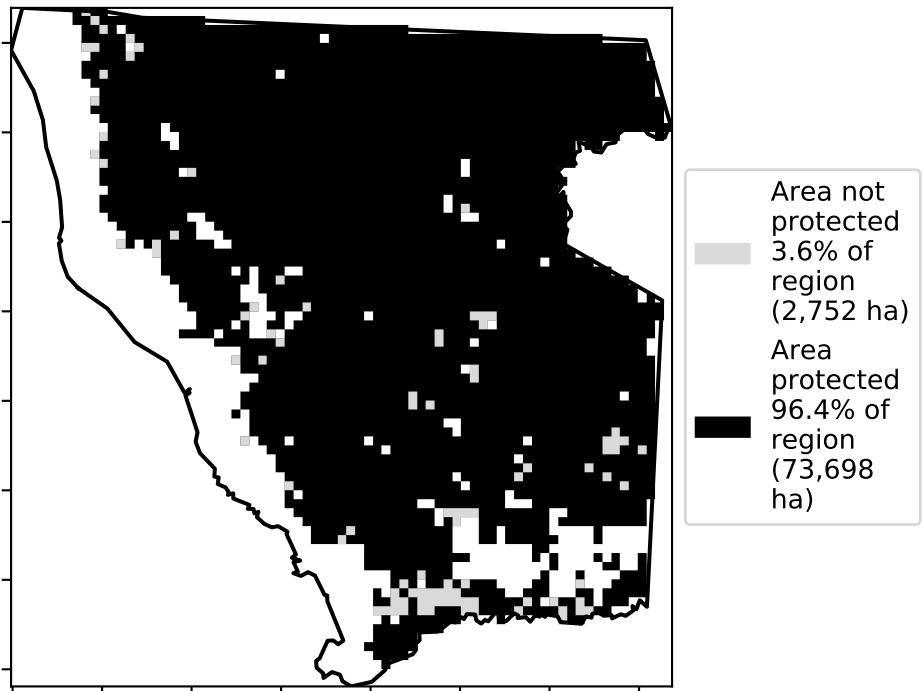 Area not
protected
3.6% of
region
(2,752 ha)
Area
protected
96.4% of
region
(73,698
ha)